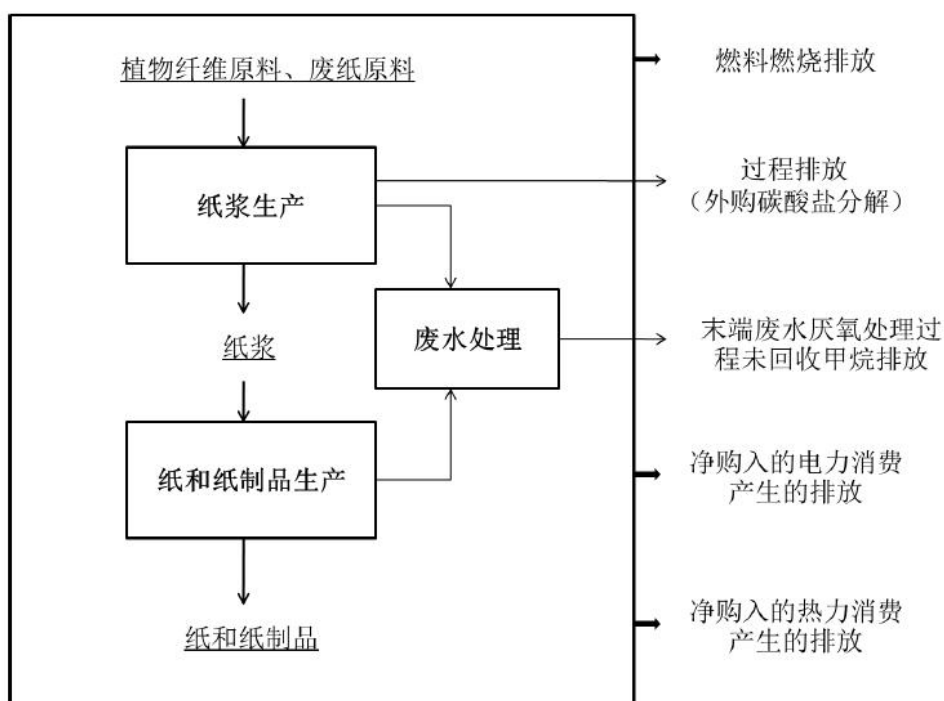 植物纤维原料、废纸原料
纸浆生产
纸浆
纸和纸制品生产
纸和纸制品
废水处理
燃料燃烧排放
过程排放
（外购碳酸盐分解）
末端废水厌氧处理过
程未回收甲烷排放
净购入的电力消费
产生的排放
净购入的热力消费
产生的排放